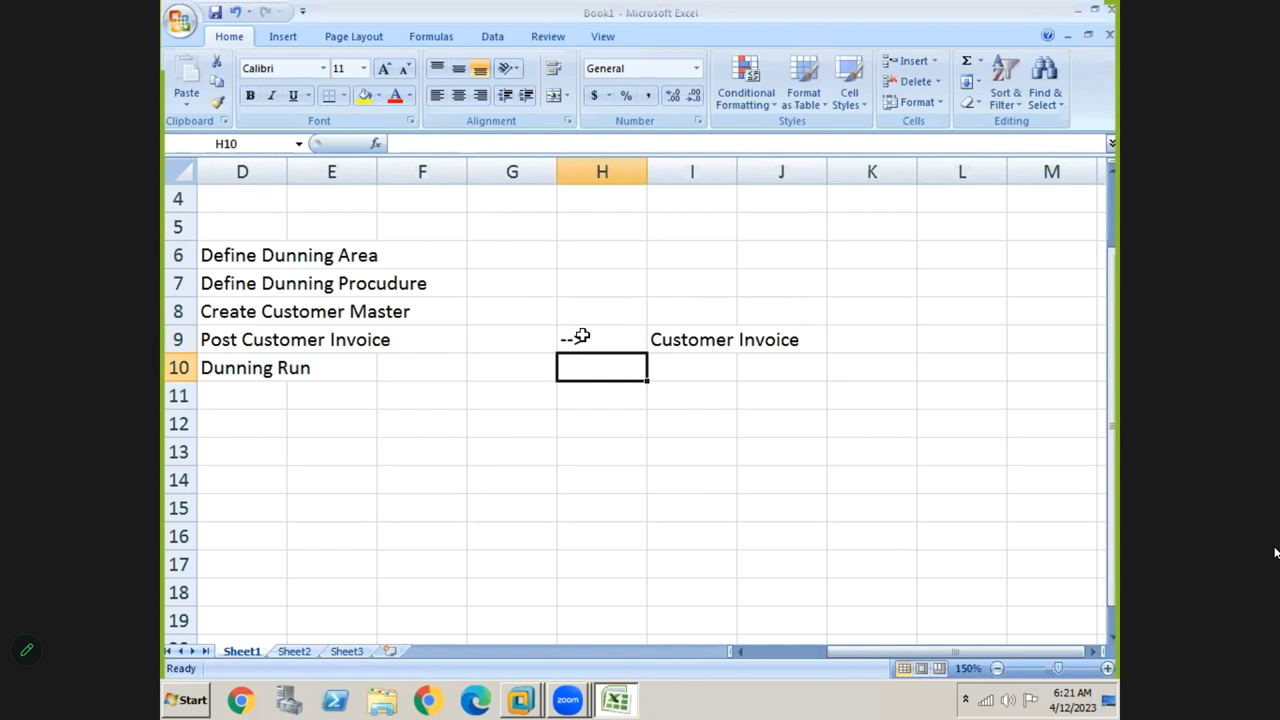 Book1 - Microsoft Excel
Home Insert Page Layout Formulas Data Review View
Calibri 11 General
Paste B I U $ % , Conditional Formatting Format as Table Cell Styles Insert Delete Format Σ Sort & Filter Find & Select
Clipboard Font Alignment Number Styles Cells Editing
H10 fx
D E F G H I J K L M
4
5
6 Define Dunning Area
7 Define Dunning Procudure
8 Create Customer Master
9 Post Customer Invoice --> Customer Invoice
10 Dunning Run
11
12
13
14
15
16
17
18
19
Sheet1 Sheet2 Sheet3
Ready 150%
Start zoom 6:21 AM
4/12/2023